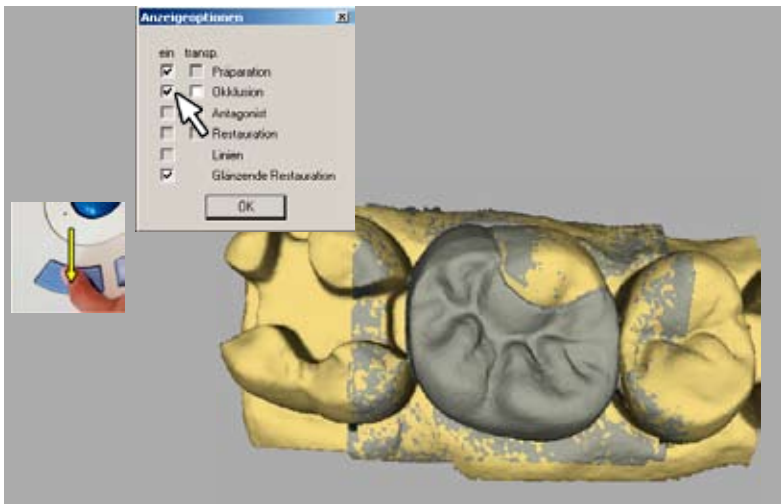 Anzeigeoptionen
ein transp.
Präparation
Okklusion
Antagonist
Restauration
Linien
Glänzende Restauration
OK